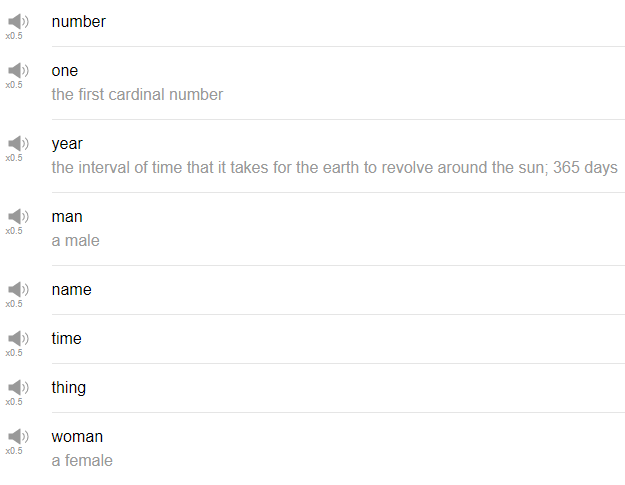 number
x0.5
one
x0.5
the first cardinal number
year
x0.5
the interval of time that it takes for the earth to revolve around the sun; 365 days
man
x0.5
a male
name
x0.5
time
x0.5
thing
x0.5
woman
x0.5
a female